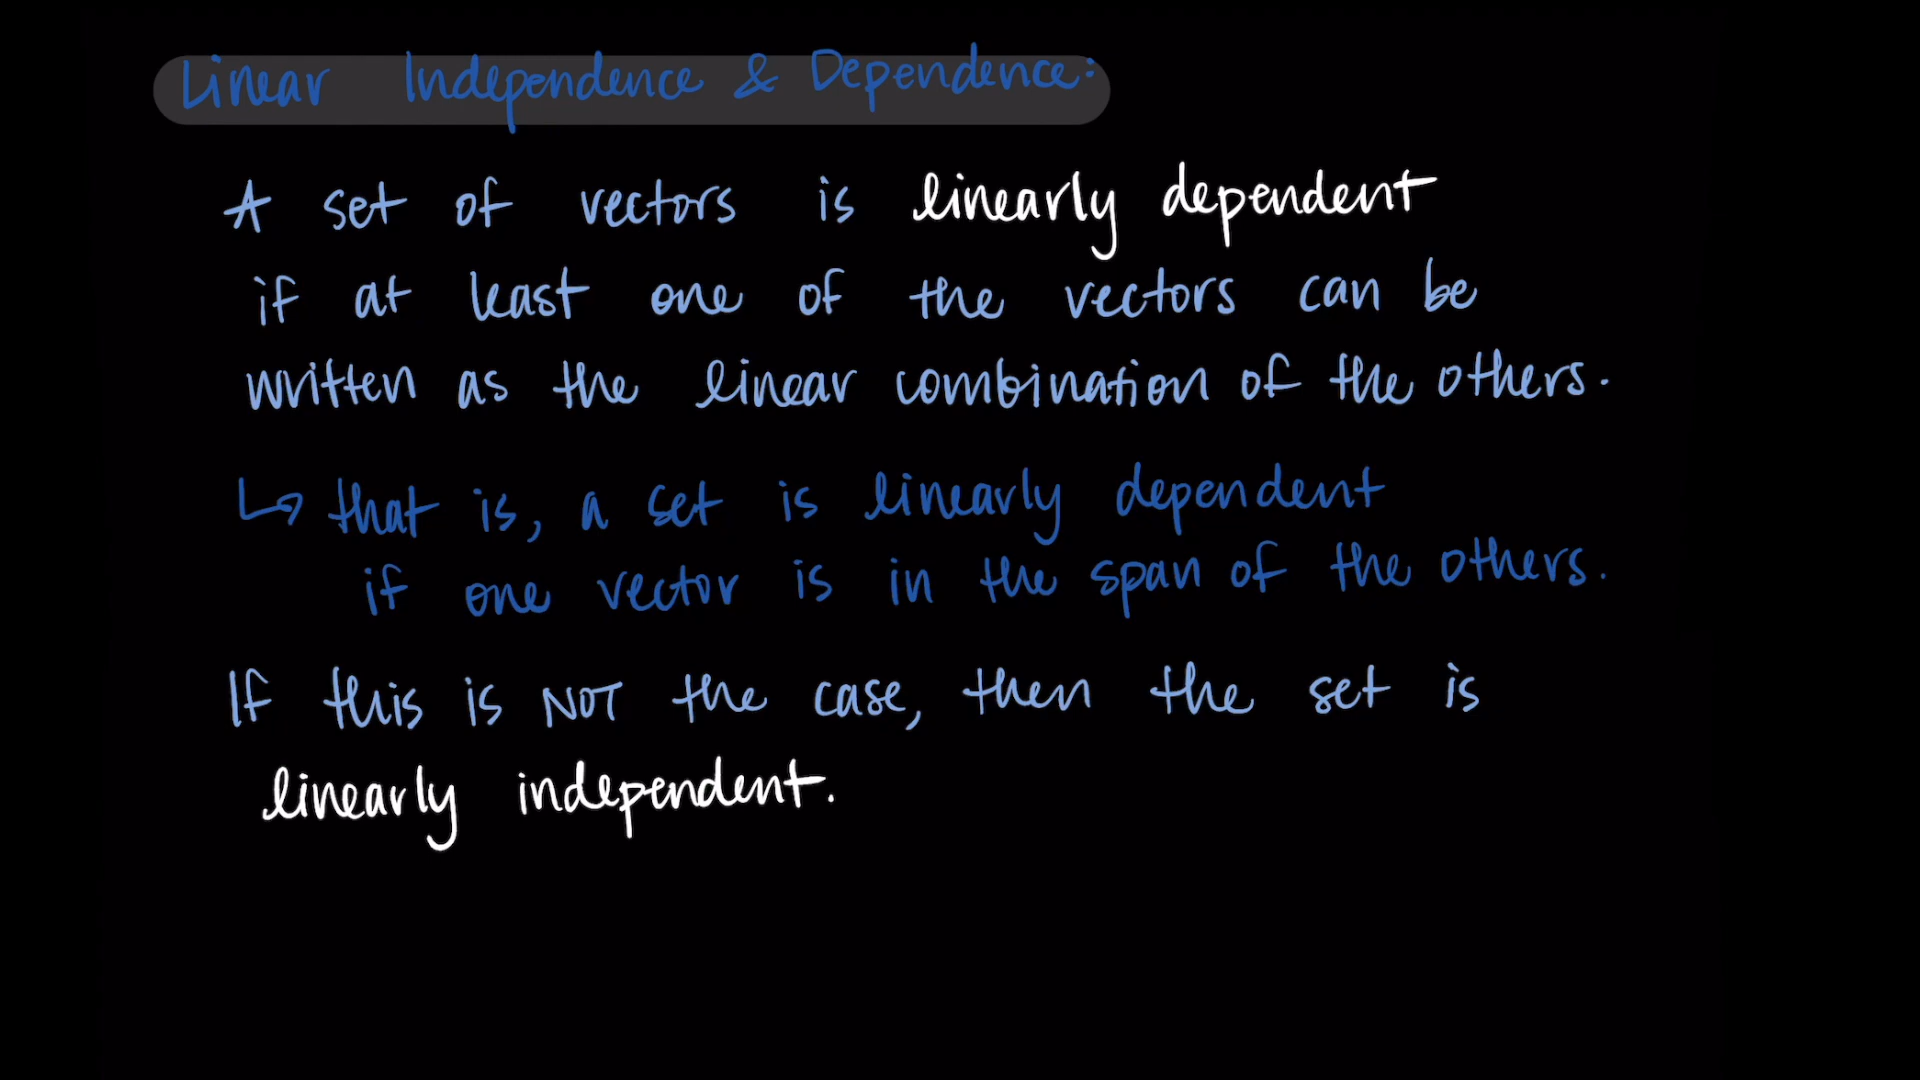 Linear Independence & Dependence:
A set of vectors is linearly dependent
if at least one of the vectors can be
written as the linear combination of the others.
↳ that is, a set is linearly dependent
if one vector is in the span of the others.
If this is NOT the case, then the set is
linearly independent.